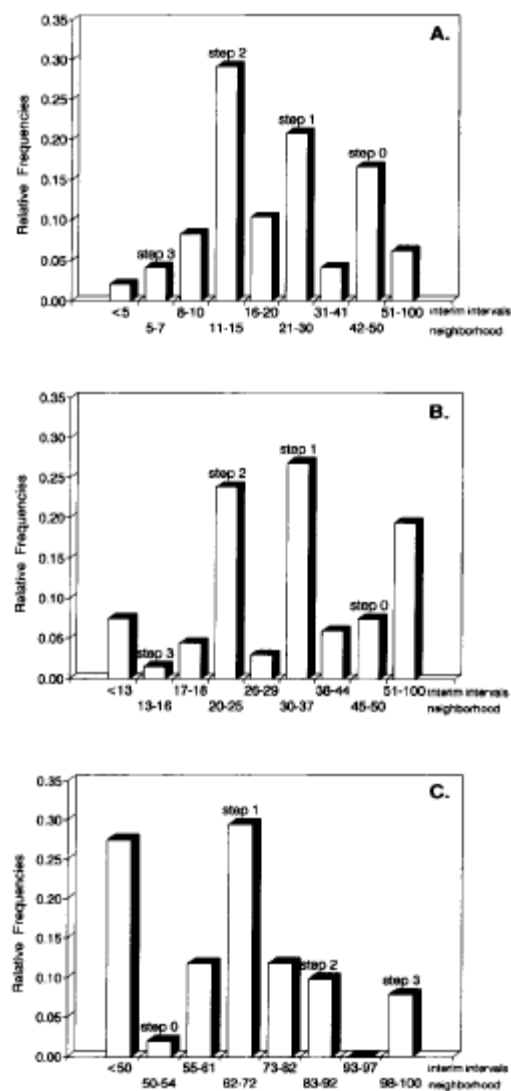 A.
Relative Frequencies
0.35
0.30
0.25
0.20
0.15
0.10
0.05
0.00
step 3
step 2
step 1
step 0
<5 8-10 16-20 31-41 51-100 interim intervals
5-7 11-15 21-30 42-50 neighborhood
B.
Relative Frequencies
0.35
0.30
0.25
0.20
0.15
0.10
0.05
0.00
step 3
step 2
step 1
step 0
<13 17-18 26-29 38-44 51-100 interim intervals
13-16 20-25 30-37 45-50 neighborhood
C.
Relative Frequencies
0.35
0.30
0.25
0.20
0.15
0.10
0.05
0.00
step 0
step 1
step 2
step 3
<50 55-61 73-82 93-97 interim intervals
50-54 62-72 83-92 98-100 neighborhood